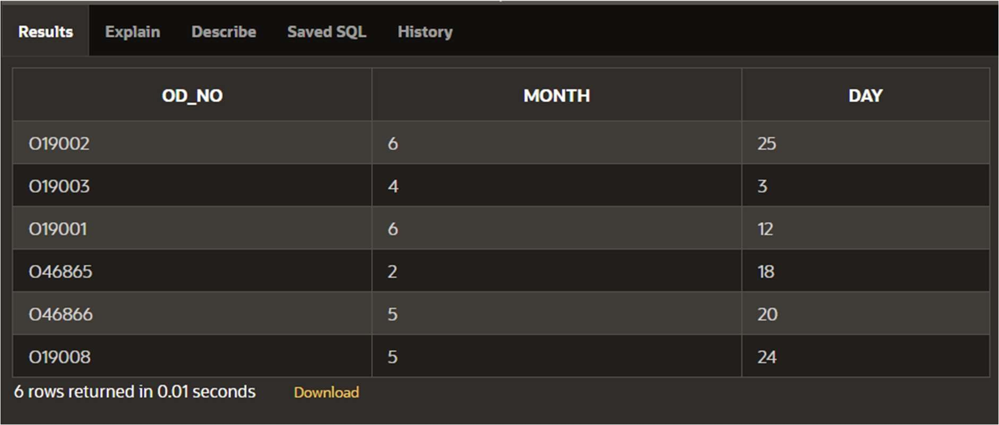 Results Explain Describe Saved SQL History
OD_NO MONTH DAY
O19002 6 25
O19003 4 3
O19001 6 12
O46865 2 18
O46866 5 20
O19008 5 24
6 rows returned in 0.01 seconds Download